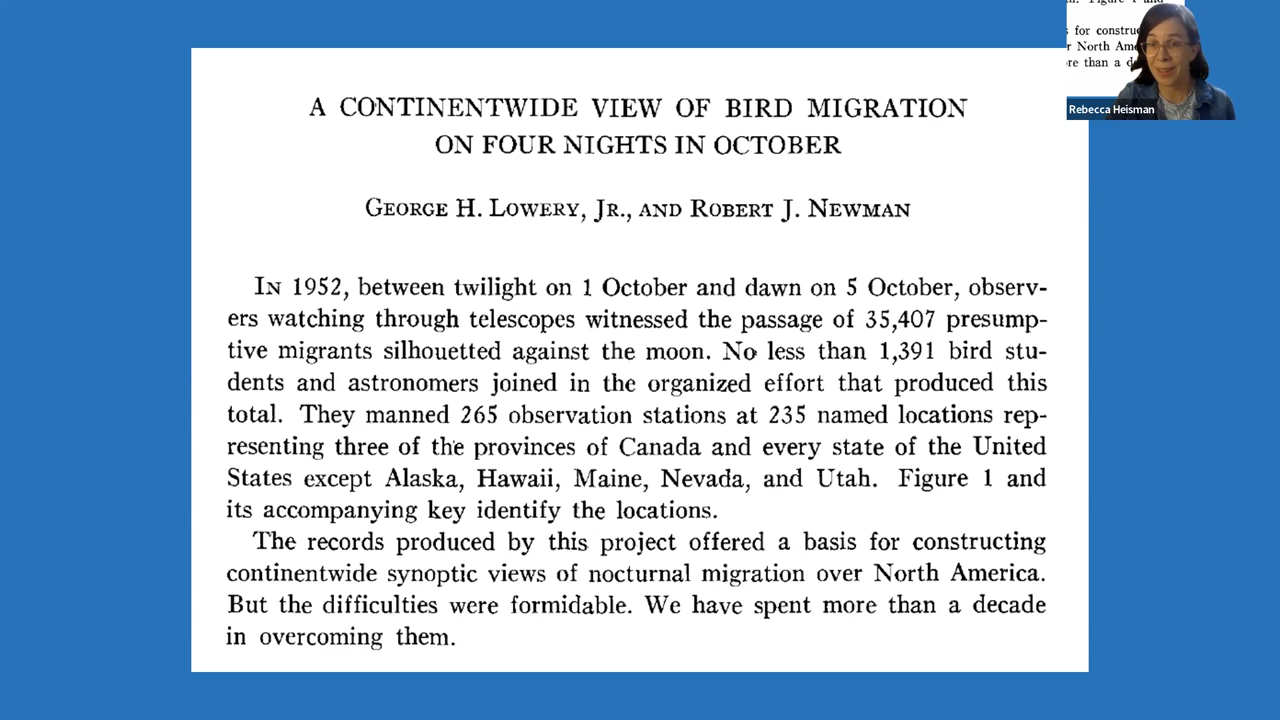 A CONTINENTWIDE VIEW OF BIRD MIGRATION
ON FOUR NIGHTS IN OCTOBER
GEORGE H. LOWERY, JR., AND ROBERT J. NEWMAN
IN 1952, between twilight on 1 October and dawn on 5 October, observ-
ers watching through telescopes witnessed the passage of 35,407 presump-
tive migrants silhouetted against the moon. No less than 1,391 bird stu-
dents and astronomers joined in the organized effort that produced this
total. They manned 265 observation stations at 235 named locations rep-
resenting three of the provinces of Canada and every state of the United
States except Alaska, Hawaii, Maine, Nevada, and Utah. Figure 1 and
its accompanying key identify the locations.
The records produced by this project offered a basis for constructing
continentwide synoptic views of nocturnal migration over North America.
But the difficulties were formidable. We have spent more than a decade
in overcoming them.
for constru
North Am
than a d
Rebecca Heisman